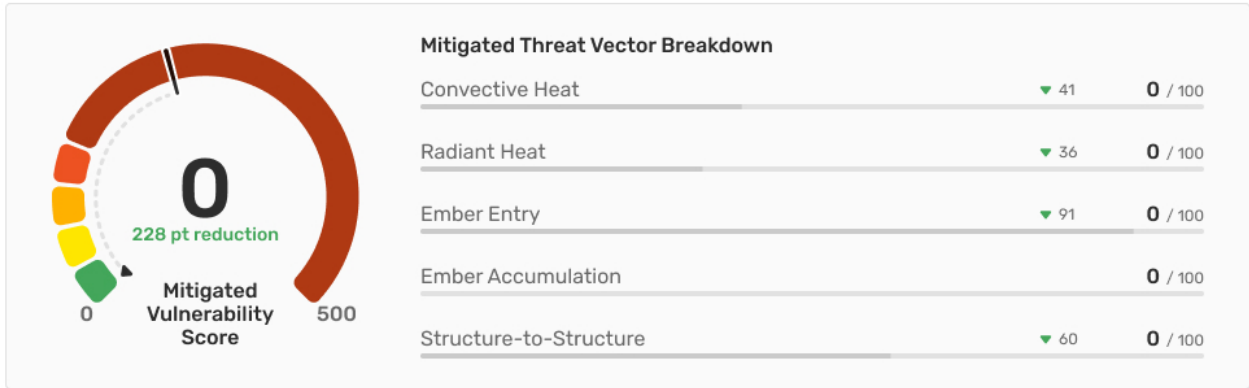 Mitigated Threat Vector Breakdown
Convective Heat ▼ 41 0 / 100
Radiant Heat ▼ 36 0 / 100
Ember Entry ▼ 91 0 / 100
Ember Accumulation 0 / 100
Structure-to-Structure ▼ 60 0 / 100
0
228 pt reduction
Mitigated
Vulnerability
Score
0
500